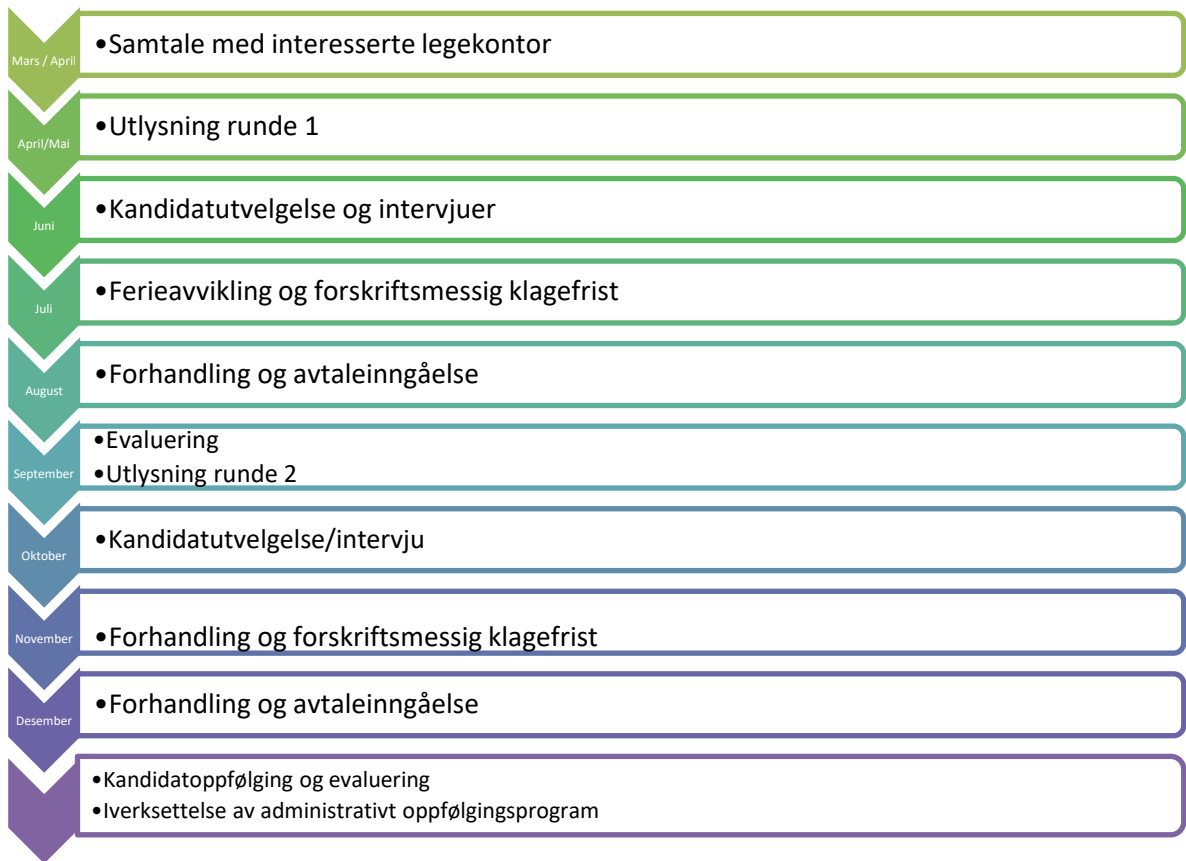 Mars / April
•Samtale med interesserte legekontor
April/Mai
•Utlysning runde 1
Juni
•Kandidatutvelgelse og intervjuer
Juli
•Ferieavvikling og forskriftsmessig klagefrist
August
•Forhandling og avtaleinngåelse
September
•Evaluering
•Utlysning runde 2
Oktober
•Kandidatutvelgelse/intervju
November
•Forhandling og forskriftsmessig klagefrist
Desember
•Forhandling og avtaleinngåelse
•Kandidatoppfølging og evaluering
•Iverksettelse av administrativt oppfølgingsprogram